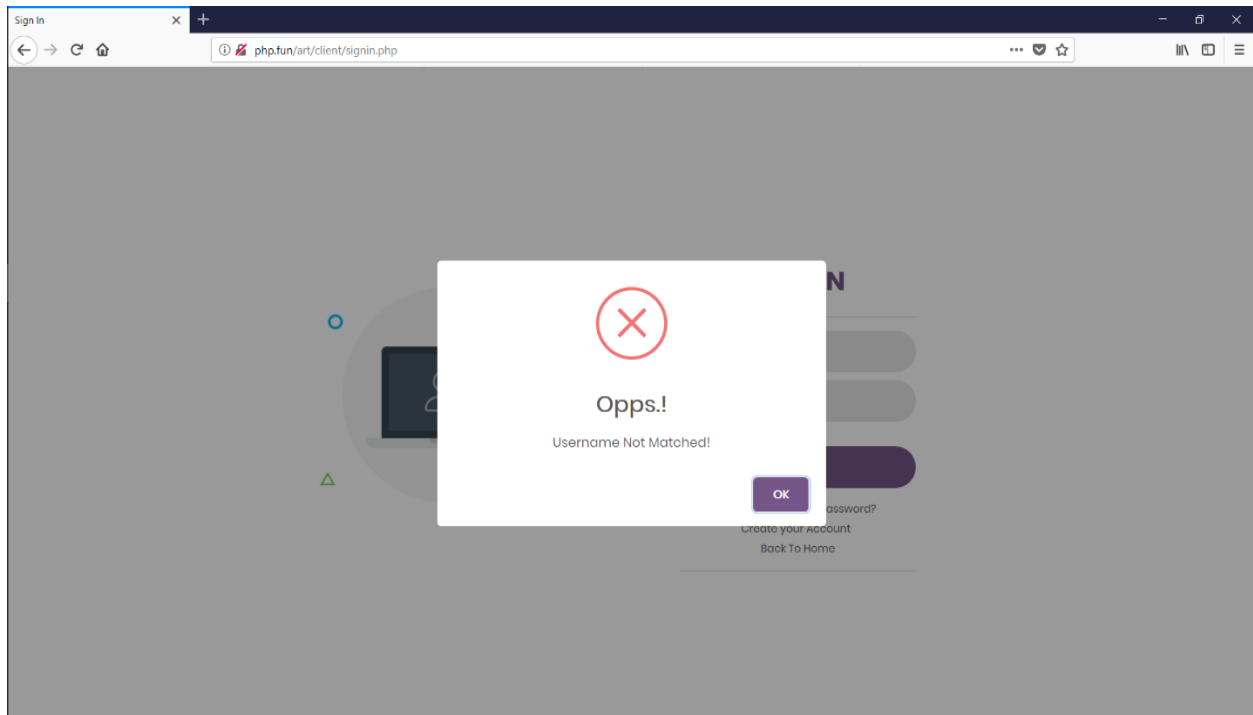 Sign In
php.fun/art/client/signin.php
N
Opps.!
Username Not Matched!
OK
assword?
Create your Account
Back To Home